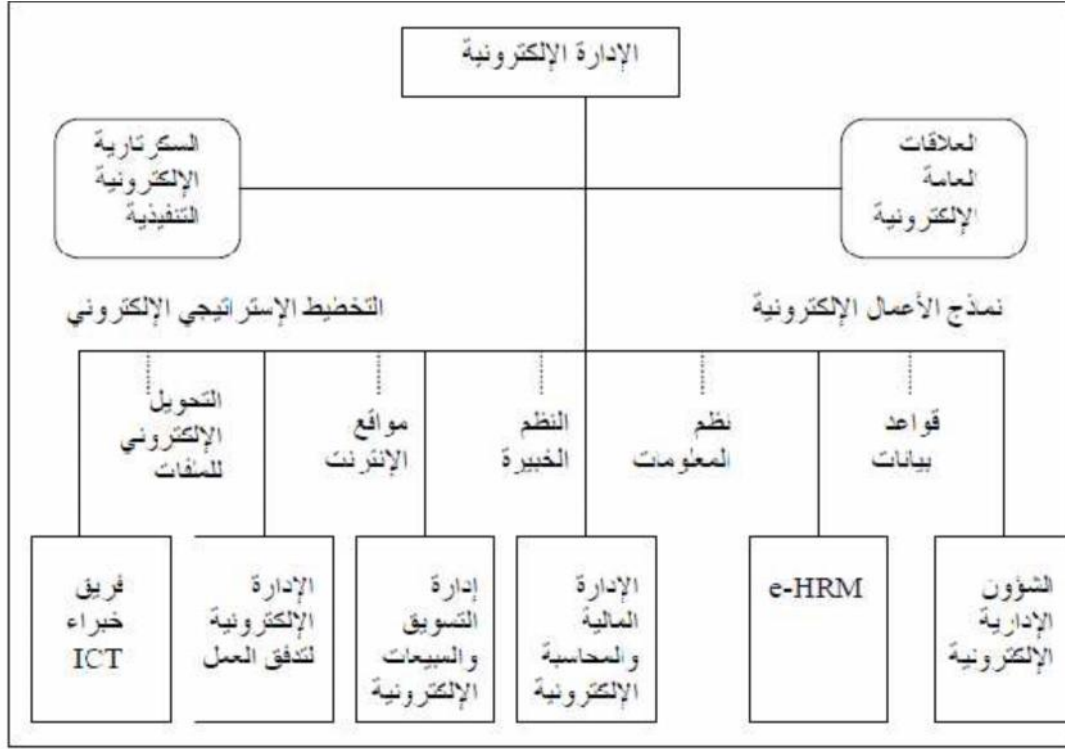 الإدارة الإلكترونية
العلاقات
العامة
الإلكترونية
السكرتارية
الإلكترونية
التنفيذية
نماذج الأعمال الإلكترونية
التخطيط الإستراتيجي الإلكتروني
قواعد
بيانات
نظم
المعلومات
النظم
الخبيرة
مواقع
الإنترنت
التحويل
الإلكتروني
للملفات
الشؤون
الإدارية
الإلكترونية
e-HRM
الإدارة
المالية
والمحاسبة
الإلكترونية
إدارة
التسويق
والمبيعات
الإلكترونية
الإدارة
الإلكترونية
لتدفق العمل
فريق
خبراء
ICT